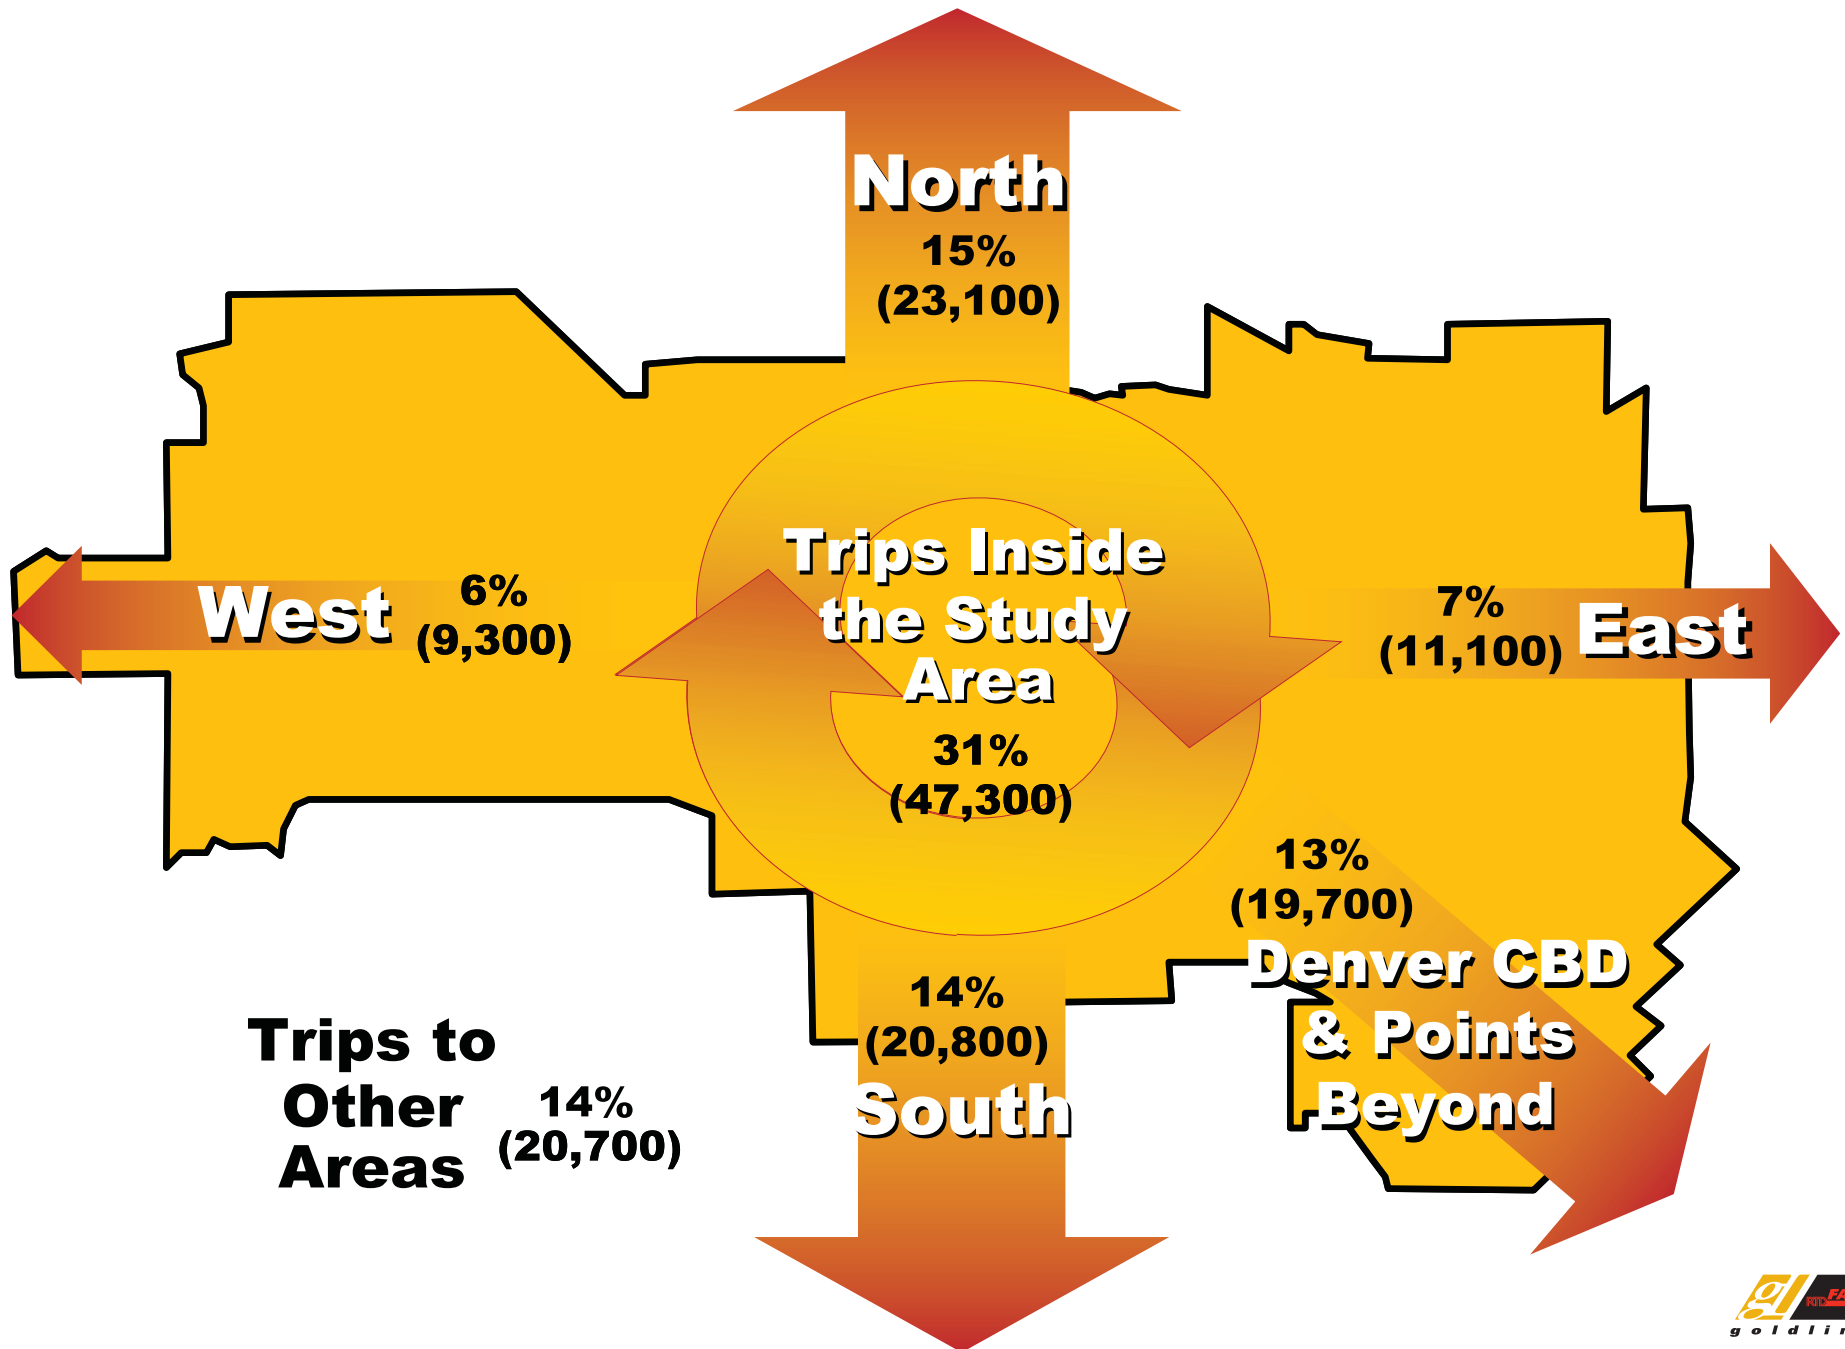 North
15%
(23,100)
Trips Inside
the Study
Area
31%
(47,300)
West
6%
(9,300)
7%
(11,100)
East
13%
(19,700)
Denver CBD
& Points
Beyond
14%
(20,800)
South
Trips to
Other
Areas
14%
(20,700)
gl
RTD